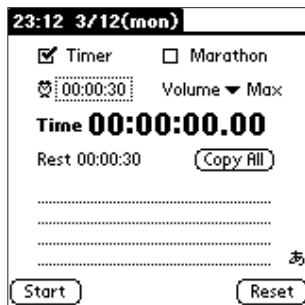 23:12 3/12(mon)
Timer Marathon
00:00:30 Volume Max
Time 00:00:00.00
Rest 00:00:30 Copy All
あ
Start Reset